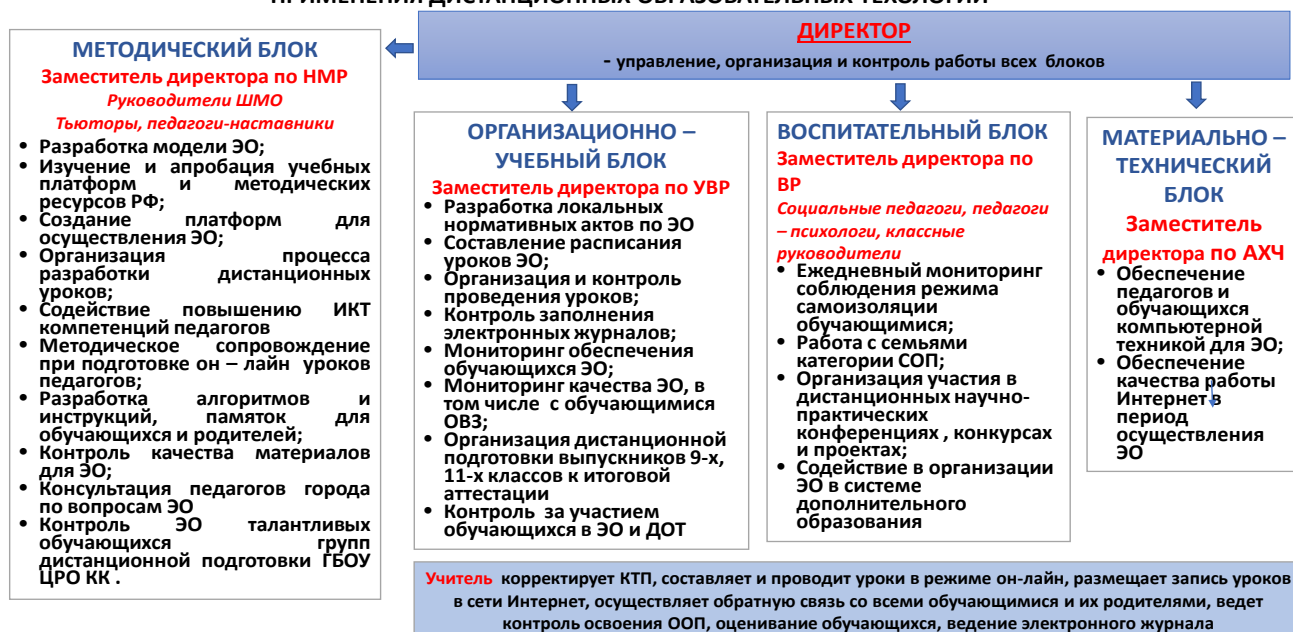 ПРИМЕНЕНИЯ ДИСТАНЦИОННЫХ ОБРАЗОВАТЕЛЬНЫХ ТЕХОЛОГИЙ
ДИРЕКТОР
- управление, организация и контроль работы всех блоков
МЕТОДИЧЕСКИЙ БЛОК
Заместитель директора по НМР
Руководители ШМО
Тьюторы, педагоги-наставники
• Разработка модели ЭО;
• Изучение и апробация учебных
платформ и методических
ресурсов РФ;
• Создание платформ для
осуществления ЭО;
• Организация процесса
разработки дистанционных
уроков;
• Содействие повышению ИКТ
компетенций педагогов
• Методическое сопровождение
при подготовке он – лайн уроков
педагогов;
• Разработка алгоритмов и
инструкций, памяток для
обучающихся и родителей;
• Контроль качества материалов
для ЭО;
• Консультация педагогов города
по вопросам ЭО
• Контроль ЭО талантливых
обучающихся групп
дистанционной подготовки ГБОУ
ЦРО КК .
ОРГАНИЗАЦИОННО –
УЧЕБНЫЙ БЛОК
Заместитель директора по УВР
• Разработка локальных
нормативных актов по ЭО
• Составление расписания
уроков ЭО;
• Организация и контроль
проведения уроков;
• Контроль заполнения
электронных журналов;
• Мониторинг обеспечения
обучающихся ЭО;
• Мониторинг качества ЭО, в
том числе с обучающимися
ОВЗ;
• Организация дистанционной
подготовки выпускников 9-х,
11-х классов к итоговой
аттестации
• Контроль за участием
обучающихся в ЭО и ДОТ
ВОСПИТАТЕЛЬНЫЙ БЛОК
Заместитель директора по
ВР
Социальные педагоги, педагоги
– психологи, классные
руководители
• Ежедневный мониторинг
соблюдения режима
самоизоляции
обучающимися;
• Работа с семьями
категории СОП;
• Организация участия в
дистанционных научно-
практических
конференциях , конкурсах
и проектах;
• Содействие в организации
ЭО в системе
дополнительного
образования
МАТЕРИАЛЬНО –
ТЕХНИЧЕСКИЙ
БЛОК
Заместитель
директора по АХЧ
• Обеспечение
педагогов и
обучающихся
компьютерной
техникой для ЭО;
• Обеспечение
качества работы
Интернет в
период
осуществления
ЭО
Учитель корректирует КТП, составляет и проводит уроки в режиме он-лайн, размещает запись уроков
в сети Интернет, осуществляет обратную связь со всеми обучающимися и их родителями, ведет
контроль освоения ООП, оценивание обучающихся, ведение электронного журнала